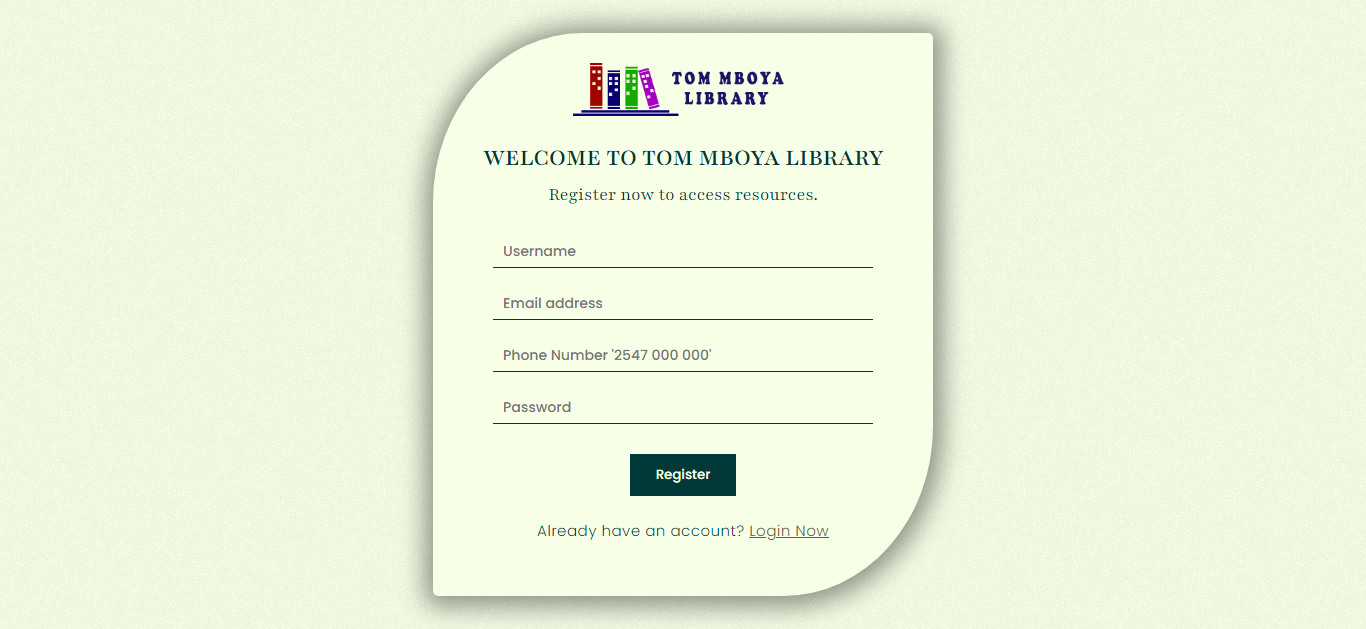 TOM MBOYA
LIBRARY
WELCOME TO TOM MBOYA LIBRARY
Register now to access resources.
Username
Email address
Phone Number '2547 000 000'
Password
Register
Already have an account? Login Now